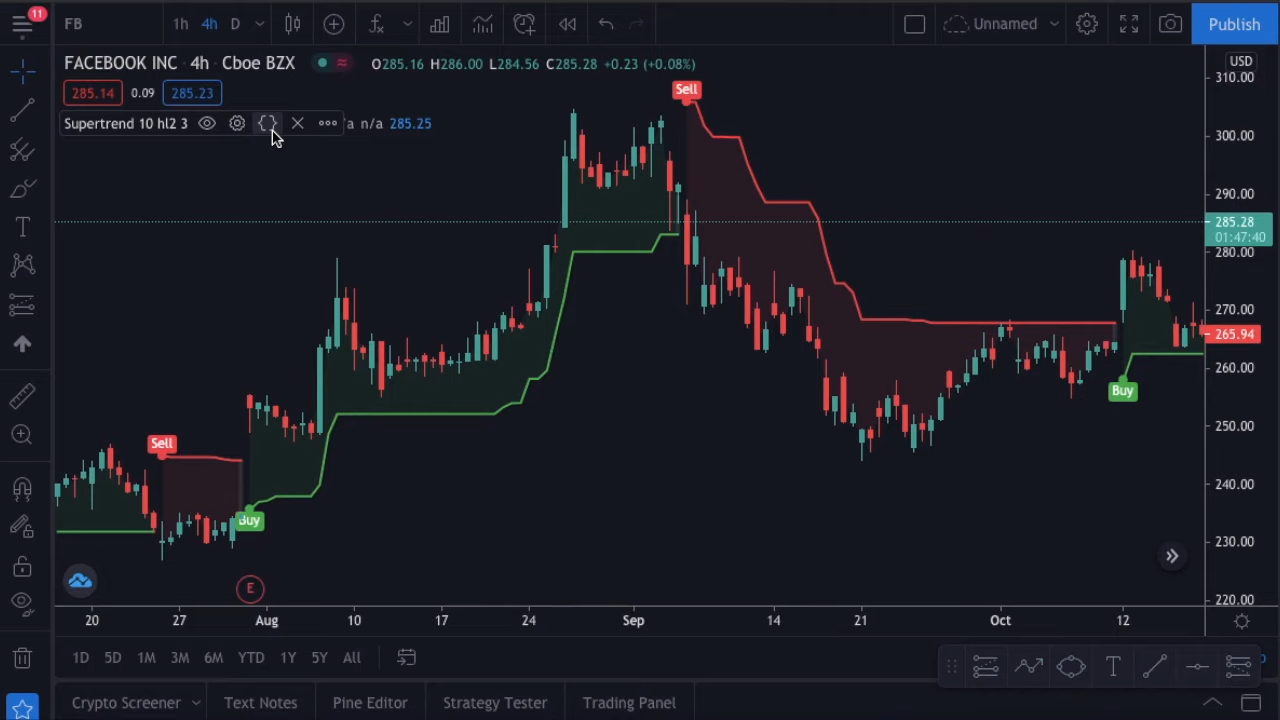 11
FB
1h 4h D
Unnamed
Publish
FACEBOOK INC · 4h · Cboe BZX
O285.16 H286.00 L284.56 C285.28 +0.23 (+0.08%)
USD
285.14 0.09 285.23
Supertrend 10 hl2 3
n/a 285.25
310.00
300.00
290.00
285.28
01:47:40
280.00
270.00
265.94
260.00
250.00
240.00
230.00
220.00
Sell
Sell
Buy
Buy
E
20 27 Aug 10 17 24 Sep 14 21 Oct 12
1D 5D 1M 3M 6M YTD 1Y 5Y All
Crypto Screener Text Notes Pine Editor Strategy Tester Trading Panel